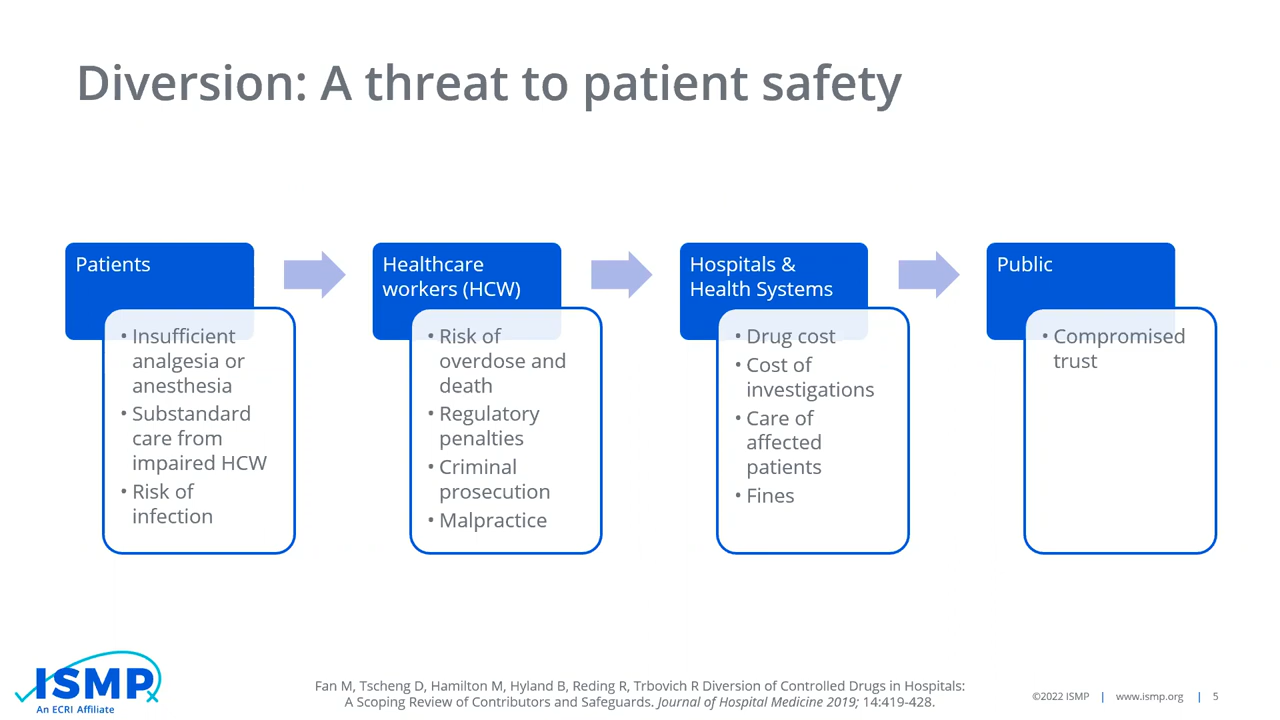 Diversion: A threat to patient safety
Patients
• Insufficient
analgesia or
anesthesia
• Substandard
care from
impaired HCW
• Risk of
infection
Healthcare
workers (HCW)
• Risk of
overdose and
death
• Regulatory
penalties
• Criminal
prosecution
• Malpractice
Hospitals &
Health Systems
• Drug cost
• Cost of
investigations
• Care of
affected
patients
• Fines
Public
• Compromised
trust
ISMP
An ECRI Affiliate
Fan M, Tscheng D, Hamilton M, Hyland B, Reding R, Trbovich R Diversion of Controlled Drugs in Hospitals:
A Scoping Review of Contributors and Safeguards. Journal of Hospital Medicine 2019; 14:419-428.
©2022 ISMP | www.ismp.org | 5